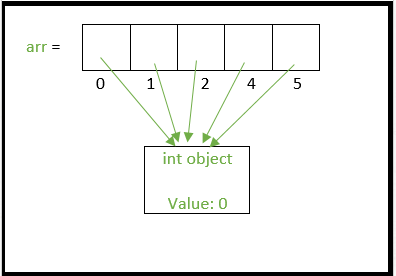 arr =
0 1 2 4 5
int object
Value: 0